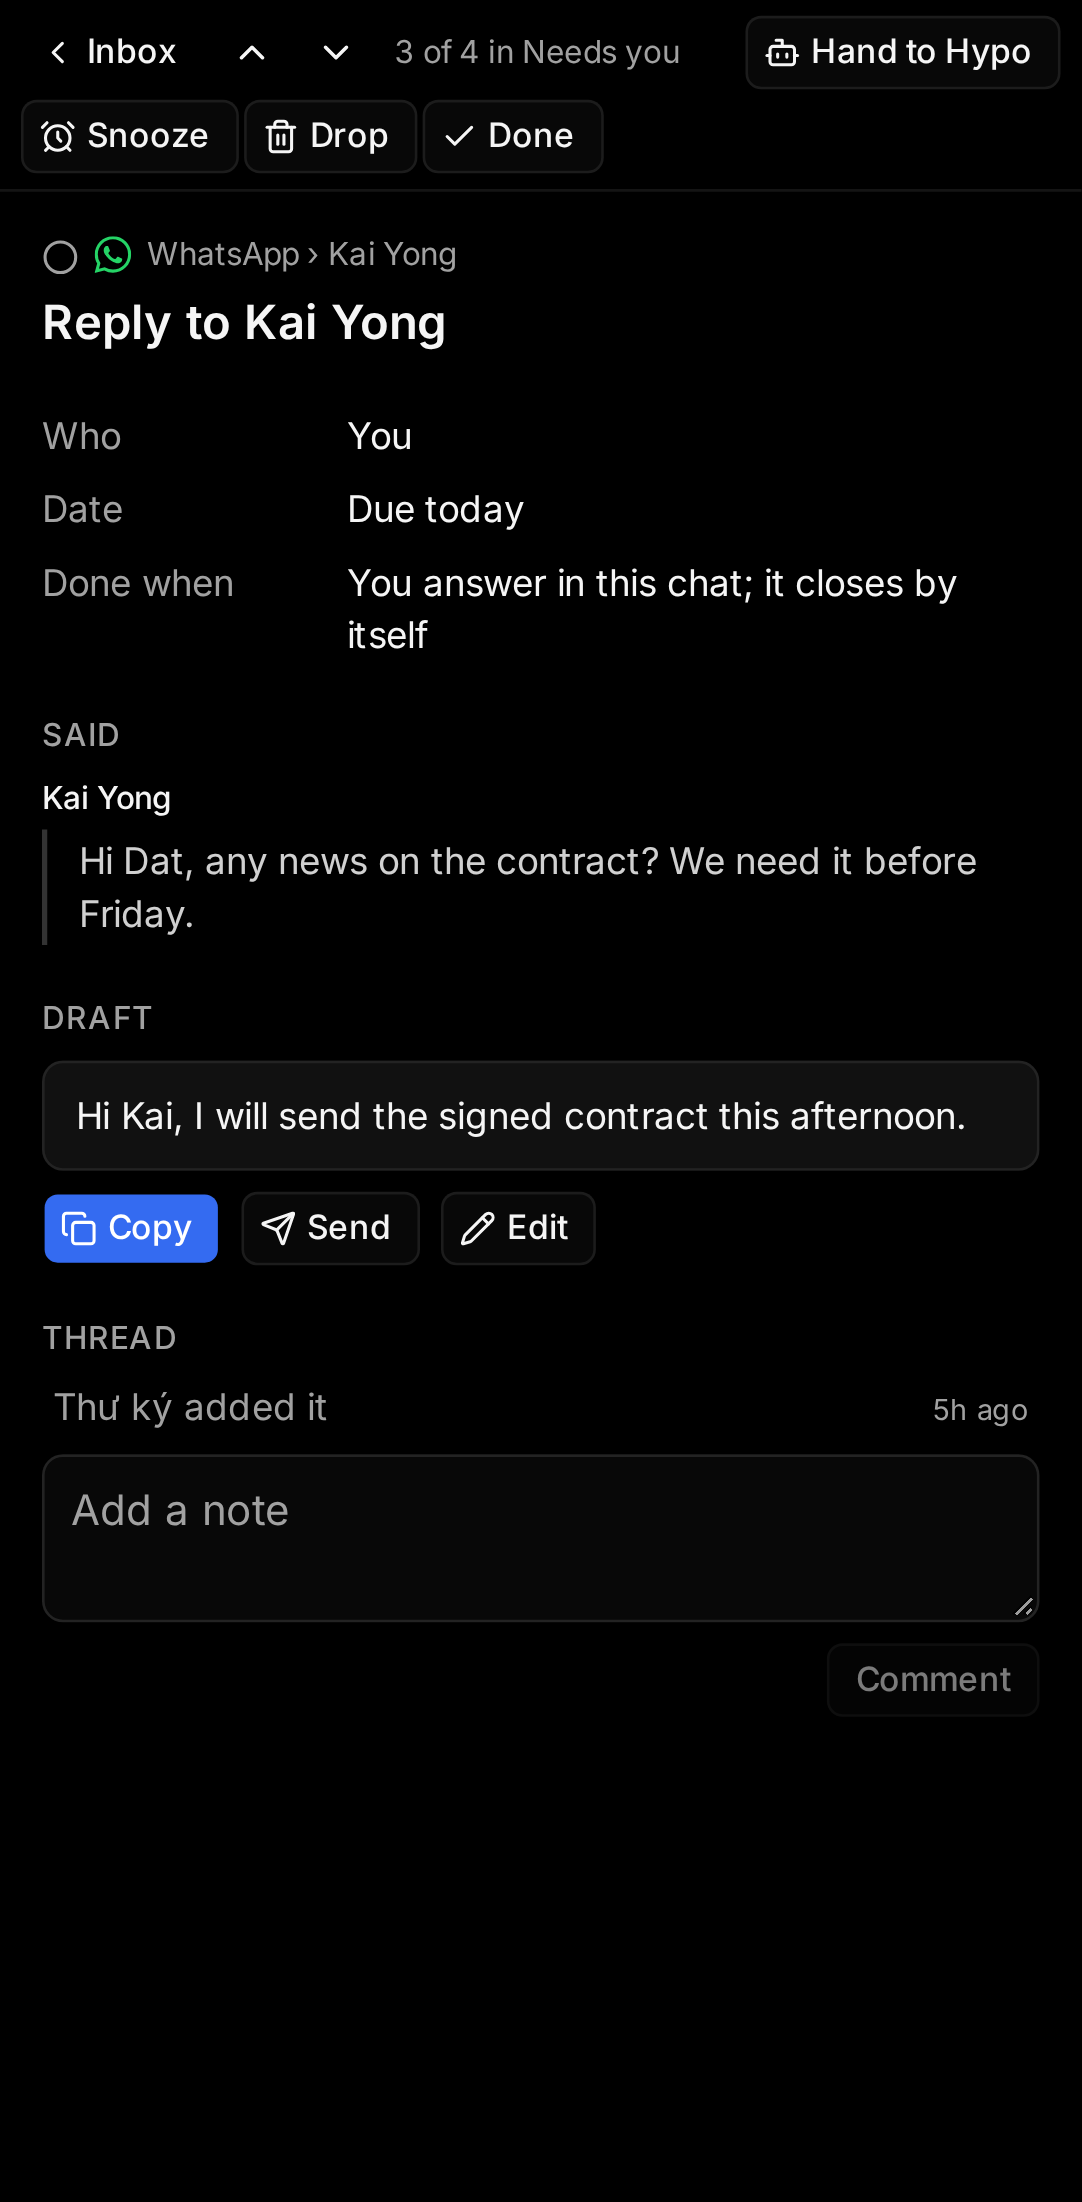 Inbox
3 of 4 in Needs you
Hand to Hypo
Snooze
Drop
Done
WhatsApp › Kai Yong
Reply to Kai Yong
Who
You
Date
Due today
Done when
You answer in this chat; it closes by
itself
SAID
Kai Yong
Hi Dat, any news on the contract? We need it before
Friday.
DRAFT
Hi Kai, I will send the signed contract this afternoon.
Copy
Send
Edit
THREAD
Thư ký added it
5h ago
Add a note
Comment